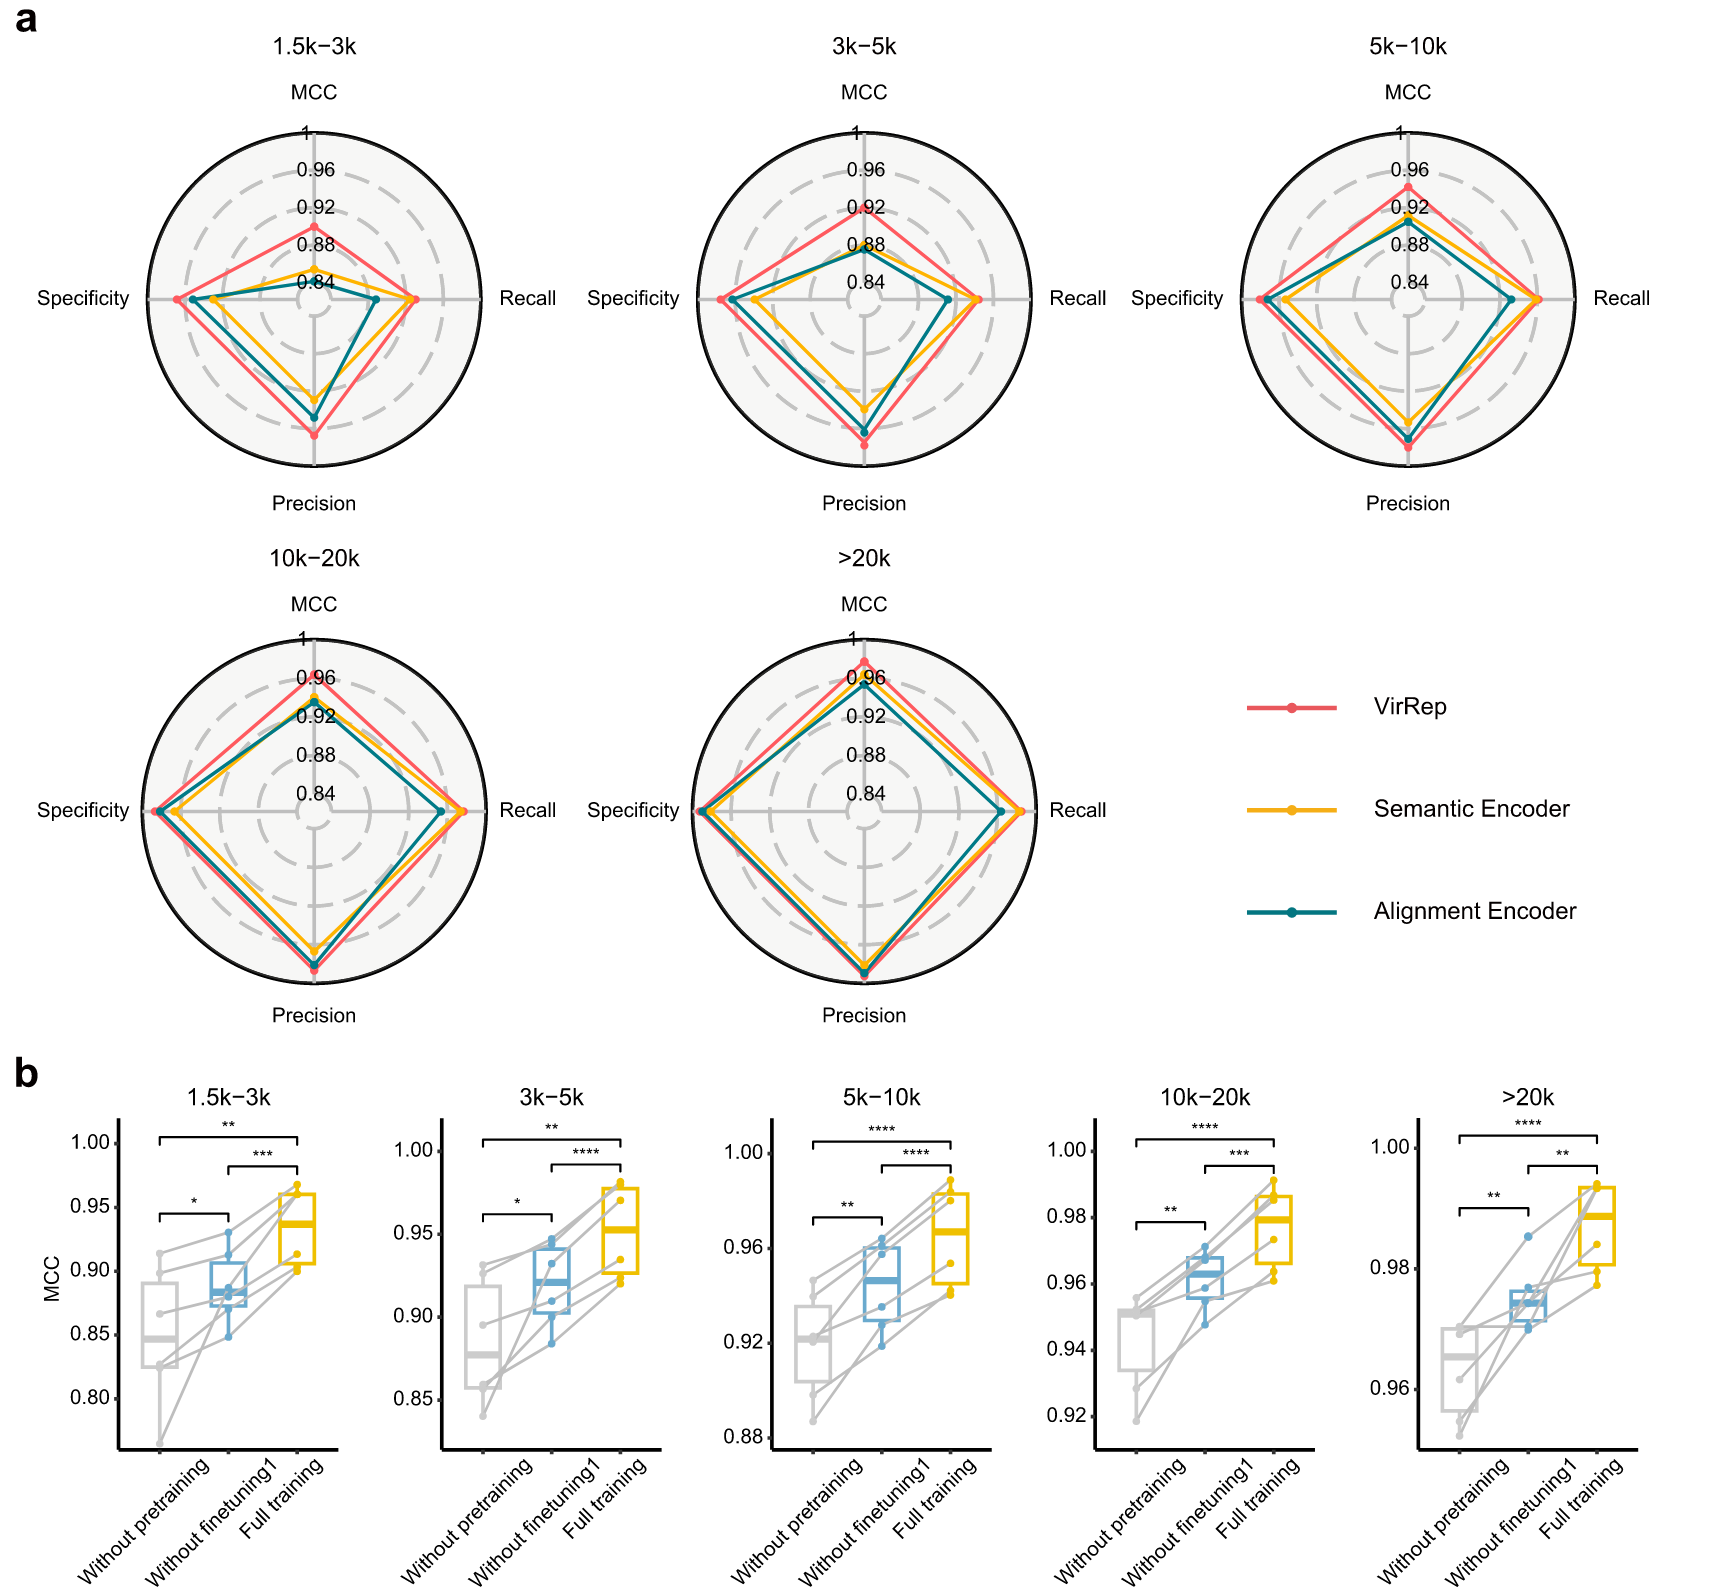 a
1.5k−3k
3k−5k
5k−10k
MCC
MCC
MCC
1
0.96
0.92
0.88
0.84
1
0.96
0.92
0.88
0.84
1
0.96
0.92
0.88
0.84
Specificity
Recall
Specificity
Recall
Specificity
Recall
Precision
Precision
Precision
10k−20k
>20k
MCC
MCC
1
0.96
0.92
0.88
0.84
1
0.96
0.92
0.88
0.84
Specificity
Recall
Specificity
Recall
Precision
Precision
VirRep
Semantic Encoder
Alignment Encoder
b
1.5k−3k
3k−5k
5k−10k
10k−20k
>20k
MCC
1.00
0.95
0.90
0.85
0.80
**
***
*
Without pretraining
Without finetuning1
Full training
1.00
0.95
0.90
0.85
**
****
*
Without pretraining
Without finetuning1
Full training
1.00
0.96
0.92
0.88
****
****
**
Without pretraining
Without finetuning1
Full training
1.00
0.98
0.96
0.94
0.92
****
***
**
Without pretraining
Without finetuning1
Full training
1.00
0.98
0.96
****
**
**
Without pretraining
Without finetuning1
Full training